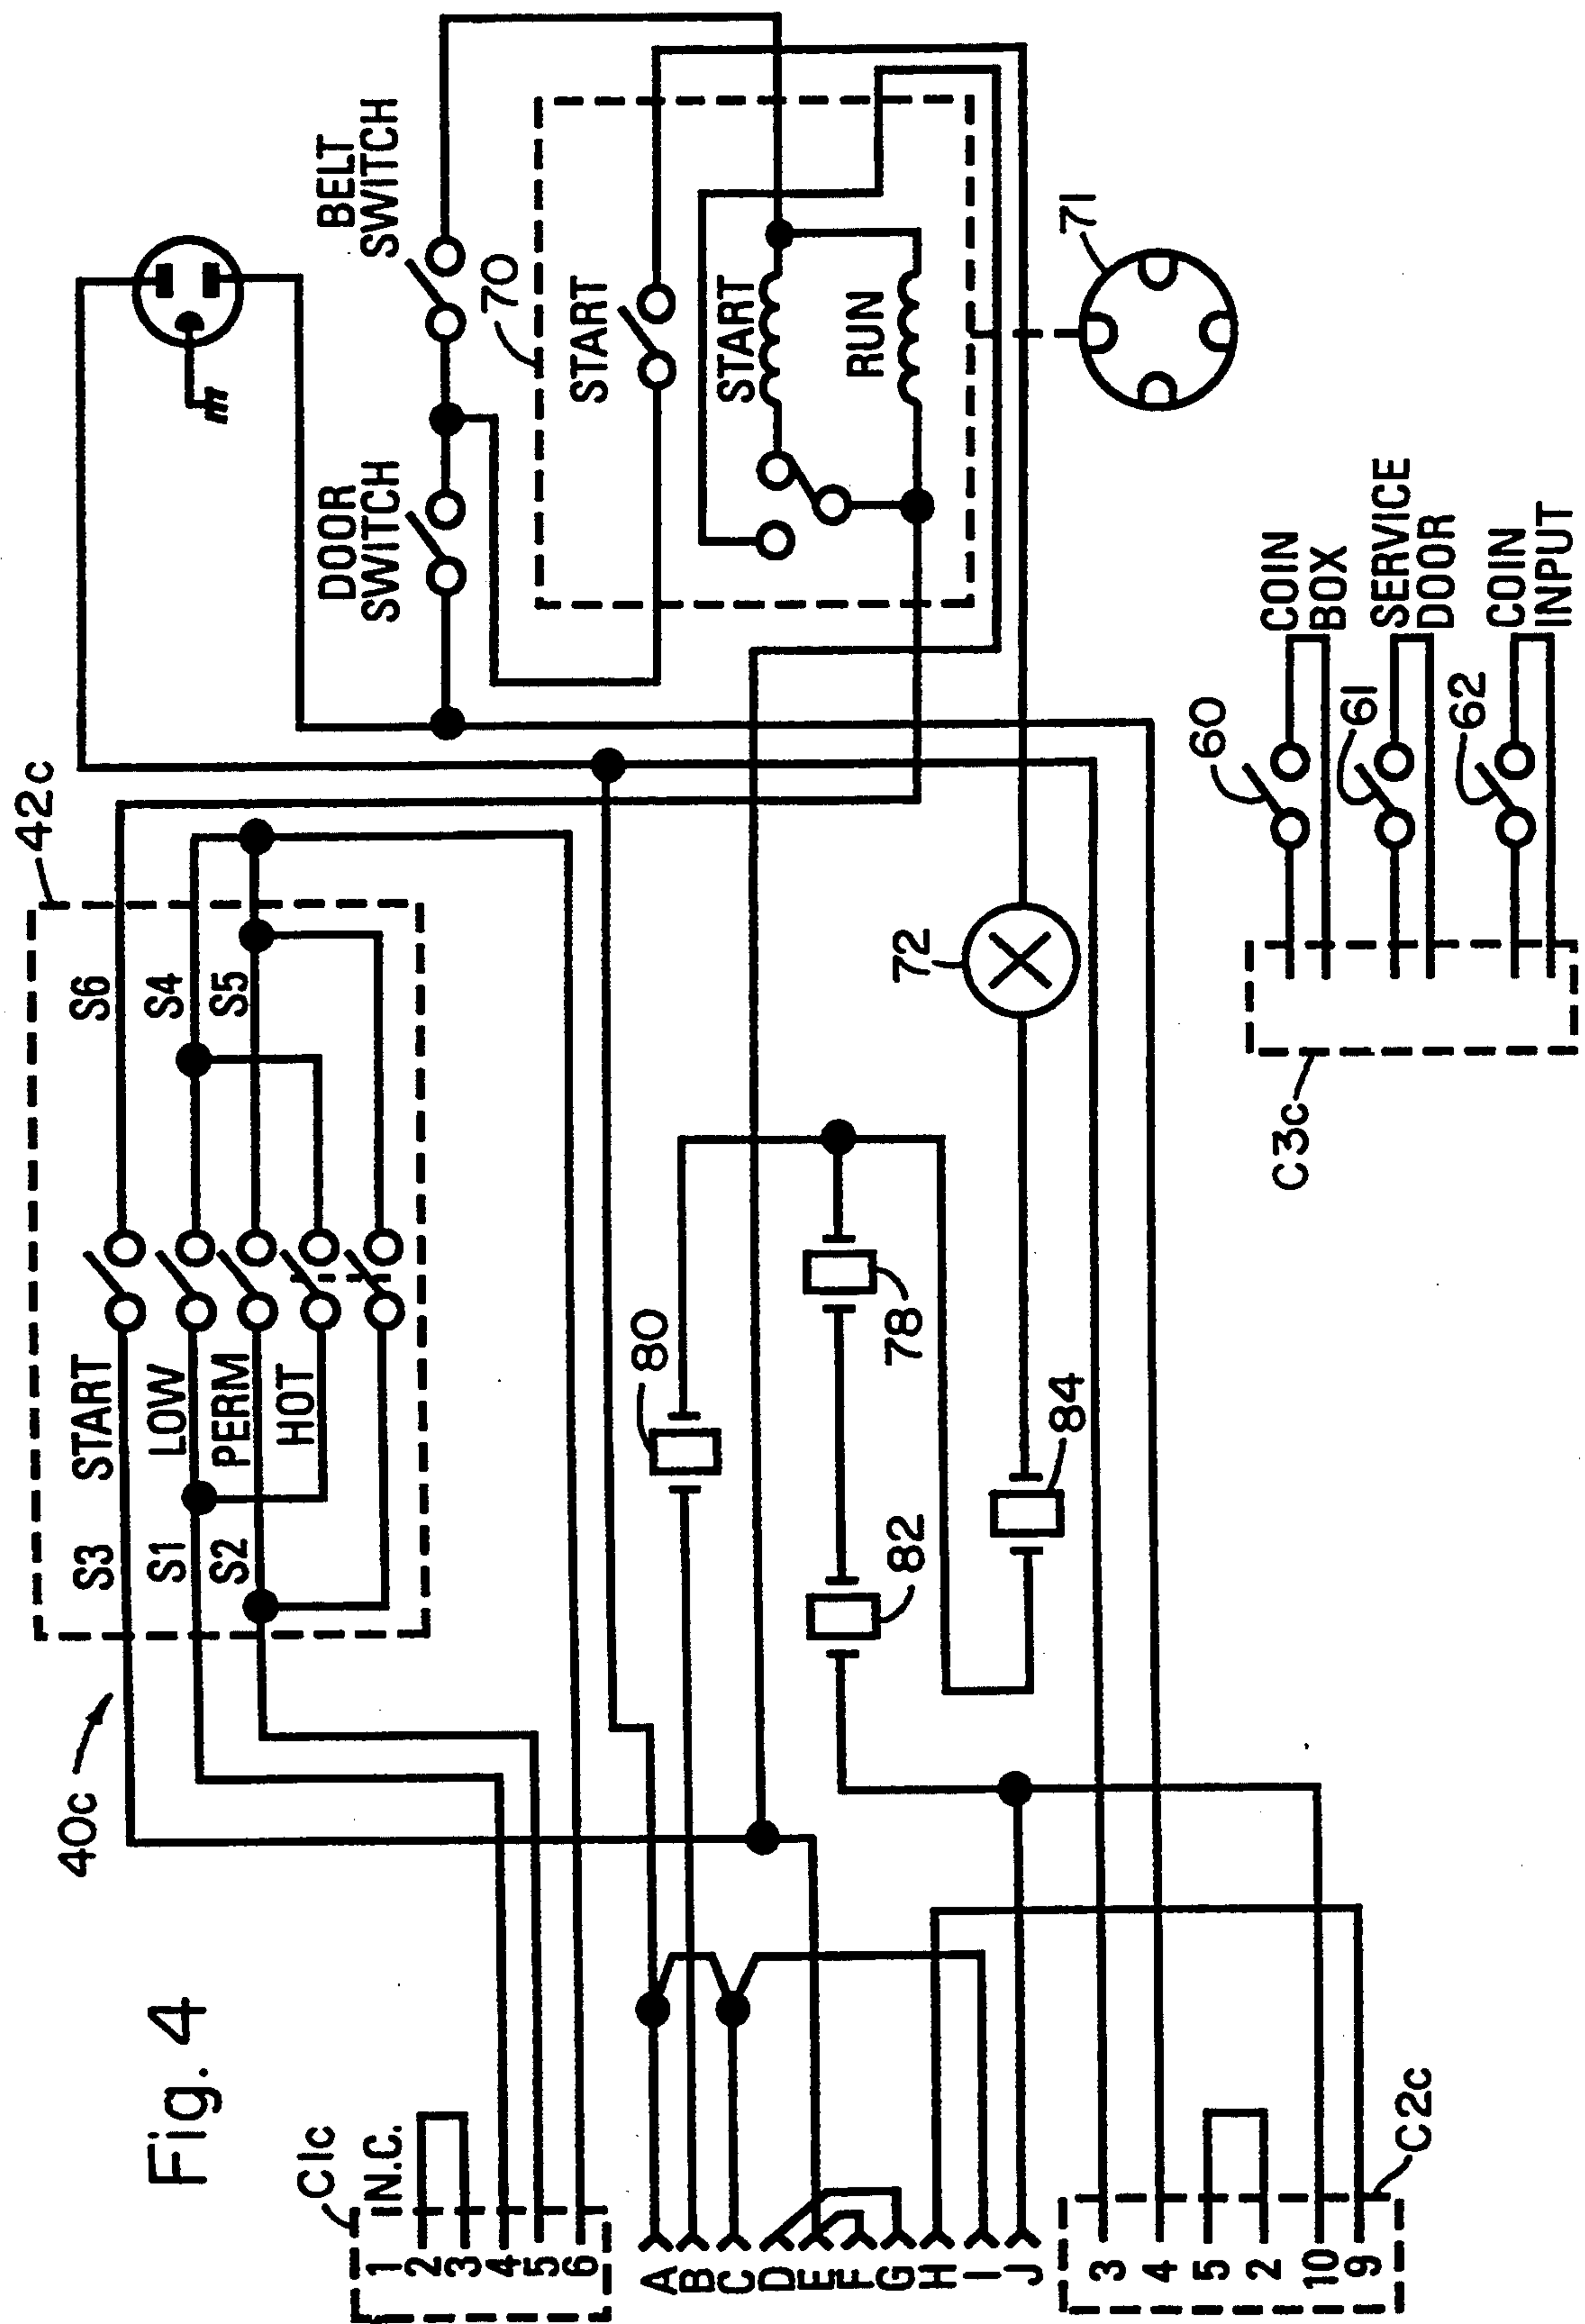 Fig. 4
40c
42c
S3 START S6
S1 LOW S4
S2 PERM S5
HOT
C1c
1 N.C.
2
3
4
5
6
A
B
C
D
E
F
G
H
I
J
3
4
5
2
10
9
C2c
80
82
78
84
72
DOOR
SWITCH
BELT
SWITCH
70
START
START
RUN
71
C3c
60
COIN
BOX
61
SERVICE
DOOR
62
COIN
INPUT